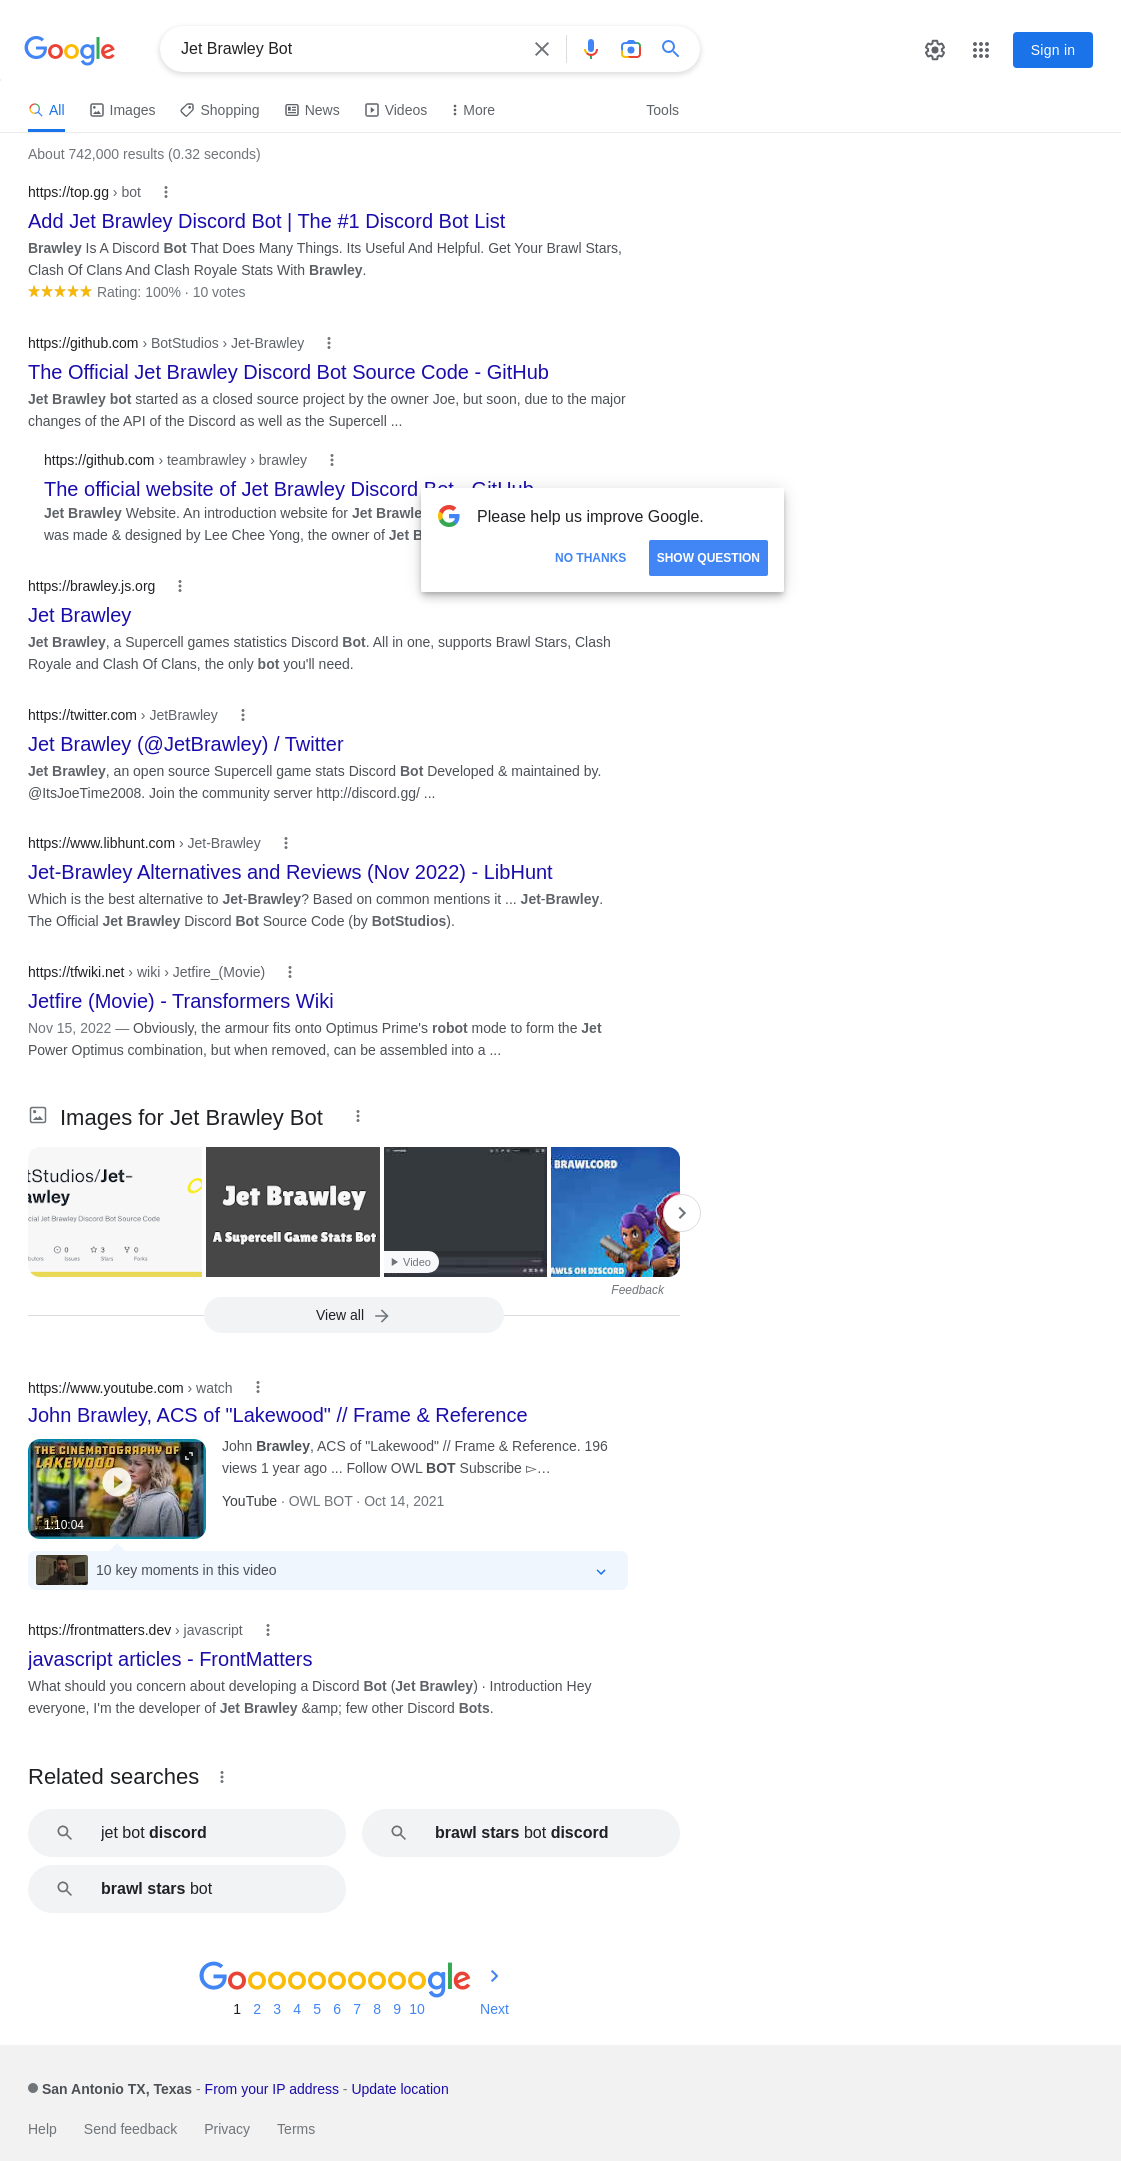 Google
Jet Brawley Bot
Sign in
All
Images
Shopping
News
Videos
More
Tools
About 742,000 results (0.32 seconds)
https://top.gg › bot
Add Jet Brawley Discord Bot | The #1 Discord Bot List
Brawley Is A Discord Bot That Does Many Things. Its Useful And Helpful. Get Your Brawl Stars,
Clash Of Clans And Clash Royale Stats With Brawley.
Rating: 100% · 10 votes
https://github.com › BotStudios › Jet-Brawley
The Official Jet Brawley Discord Bot Source Code - GitHub
Jet Brawley bot started as a closed source project by the owner Joe, but soon, due to the major
changes of the API of the Discord as well as the Supercell ...
https://github.com › teambrawley › brawley
The official website of Jet Brawley Discord Bot - GitHub
Jet Brawley Website. An introduction website for Jet Brawle
was made & designed by Lee Chee Yong, the owner of Jet B
Please help us improve Google.
NO THANKS
SHOW QUESTION
https://brawley.js.org
Jet Brawley
Jet Brawley, a Supercell games statistics Discord Bot. All in one, supports Brawl Stars, Clash
Royale and Clash Of Clans, the only bot you'll need.
https://twitter.com › JetBrawley
Jet Brawley (@JetBrawley) / Twitter
Jet Brawley, an open source Supercell game stats Discord Bot Developed & maintained by.
@ItsJoeTime2008. Join the community server http://discord.gg/ ...
https://www.libhunt.com › Jet-Brawley
Jet-Brawley Alternatives and Reviews (Nov 2022) - LibHunt
Which is the best alternative to Jet-Brawley? Based on common mentions it ... Jet-Brawley.
The Official Jet Brawley Discord Bot Source Code (by BotStudios).
https://tfwiki.net › wiki › Jetfire_(Movie)
Jetfire (Movie) - Transformers Wiki
Nov 15, 2022 — Obviously, the armour fits onto Optimus Prime's robot mode to form the Jet
Power Optimus combination, but when removed, can be assembled into a ...
Images for Jet Brawley Bot
tStudios/Jet-
awley
cial Jet Brawley Discord Bot Source Code
0
3
0
Issues
Stars
Forks
Jet Brawley
A Supercell Game Stats Bot
Video
BRAWLCORD
AWLS ON DISCORD
Feedback
View all
https://www.youtube.com › watch
John Brawley, ACS of "Lakewood" // Frame & Reference
THE CINEMATOGRAPHY OF
LAKEWOOD
1:10:04
John Brawley, ACS of "Lakewood" // Frame & Reference. 196
views 1 year ago ... Follow OWL BOT Subscribe ▻…
YouTube · OWL BOT · Oct 14, 2021
10 key moments in this video
https://frontmatters.dev › javascript
javascript articles - FrontMatters
What should you concern about developing a Discord Bot (Jet Brawley) · Introduction Hey
everyone, I'm the developer of Jet Brawley &amp; few other Discord Bots.
Related searches
jet bot discord
brawl stars bot discord
brawl stars bot
Goooooooooogle
1 2 3 4 5 6 7 8 9 10 Next
San Antonio TX, Texas - From your IP address - Update location
Help Send feedback Privacy Terms